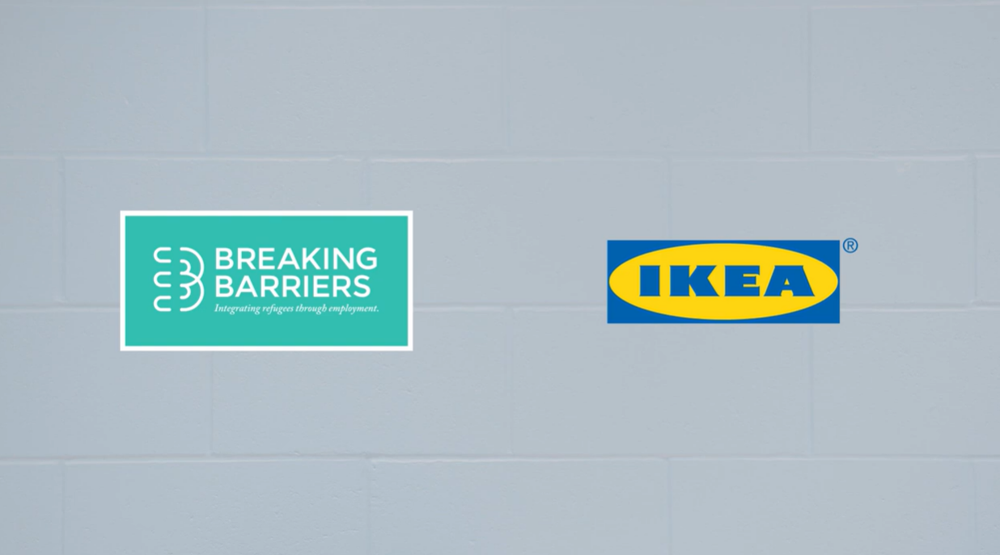 BREAKING
BARRIERS
Integrating refugees through employment.
IKEA®